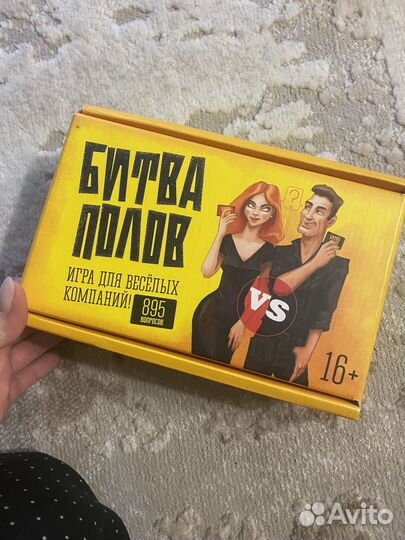 БИТВА
ПОЛОВ
ИГРА ДЛЯ ВЕСЁЛЫХ
КОМПАНИЙ!
895
ВОПРОСОВ
?
VS
16+
Avito